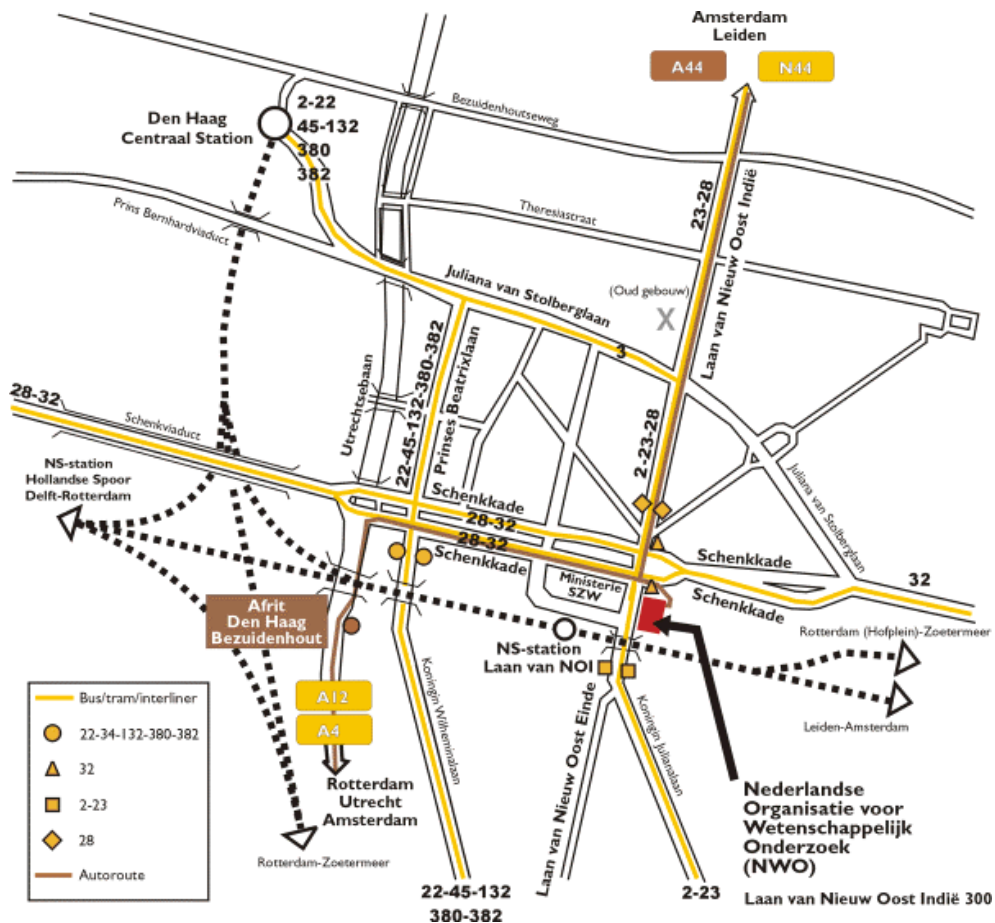 Amsterdam
Leiden
A44
N44
Den Haag
Centraal Station
2-22
45-132
380
382
Bezuidenhoutseweg
Prins Bernhardviaduct
Theresiastraat
23-28
Laan van Nieuw Oost Indië
(Oud gebouw)
X
Juliana van Stolberglaan
3
28-32
Schenkviaduct
Utrechtsebaan
22-45-132-380-382
Prinses Beatrixlaan
2-23-28
Juliana van Stolberglaan
NS-station
Hollandse Spoor
Delft-Rotterdam
Schenkkade
28-32
28-32
Schenkkade
Schenkkade
Schenkkade
32
Ministerie
SZW
Afrit
Den Haag
Bezuidenhout
NS-station
Laan van NOI
Rotterdam (Hofplein)-Zoetermeer
Leiden-Amsterdam
A12
A4
Rotterdam
Utrecht
Amsterdam
Koningin Wilheminalaan
Laan van Nieuw Oost Einde
Koningin Julianalaan
Bus/tram/interliner
22-34-132-380-382
32
2-23
28
Autoroute
Rotterdam-Zoetermeer
22-45-132
380-382
2-23
Nederlandse
Organisatie voor
Wetenschappelijk
Onderzoek
(NWO)
Laan van Nieuw Oost Indië 300